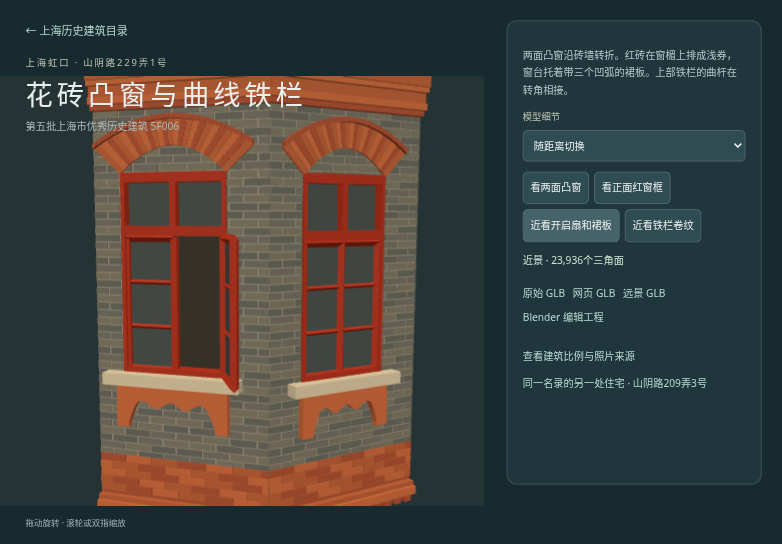 ← 上海历史建筑目录
上海虹口 · 山阴路229弄1号
花砖凸窗与曲线铁栏
第五批上海市优秀历史建筑 5F006
拖动旋转 · 滚轮或双指缩放
两面凸窗沿砖墙转折。红砖在窗楣上排成浅券，
窗台托着带三个凹弧的裙板。上部铁栏的曲杆在
转角相接。
模型细节
随距离切换
看两面凸窗
看正面红窗框
近看开启扇和裙板
近看铁栏卷纹
近景 · 23,936个三角面
原始 GLB 网页 GLB 远景 GLB
Blender 编辑工程
查看建筑比例与照片来源
同一名录的另一处住宅 · 山阴路209弄3号